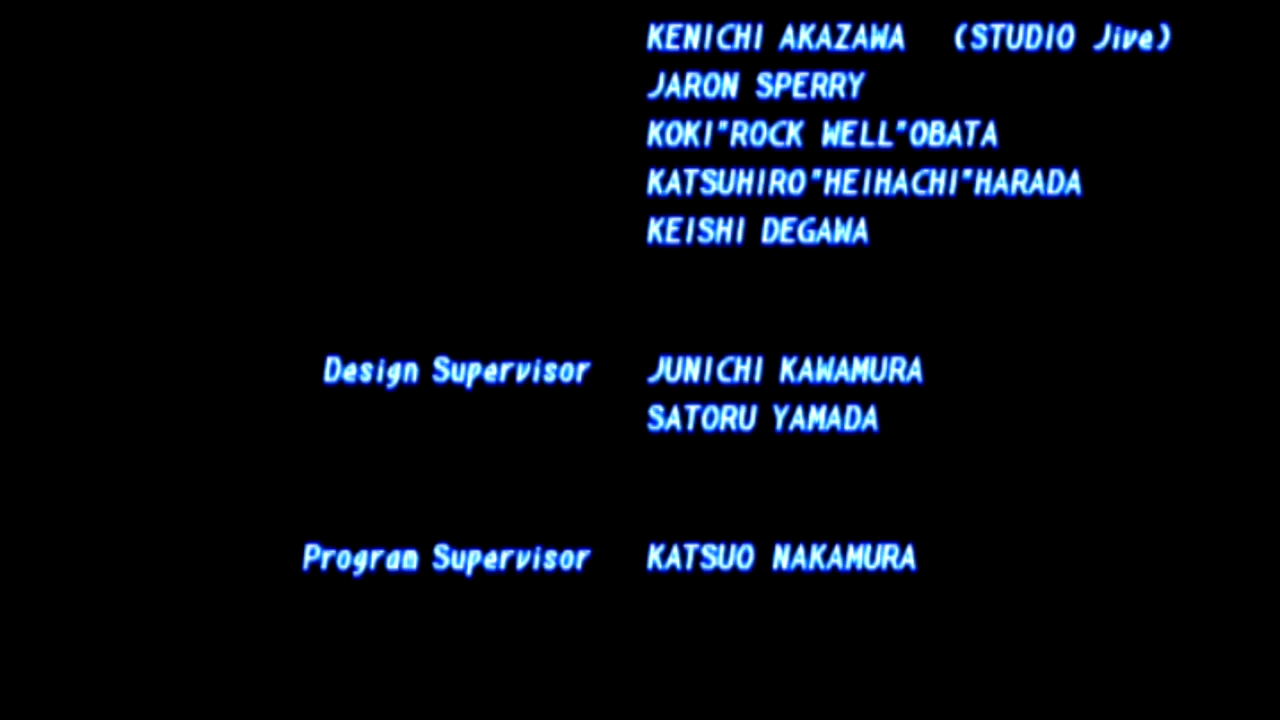 KENICHI AKAZAWA (STUDIO Jive)
JARON SPERRY
KOKI"ROCK WELL"OBATA
KATSUHIRO"HEIHACHI"HARADA
KEISHI DEGAWA
Design Supervisor JUNICHI KAWAMURA
SATORU YAMADA
Program Supervisor KATSUO NAKAMURA